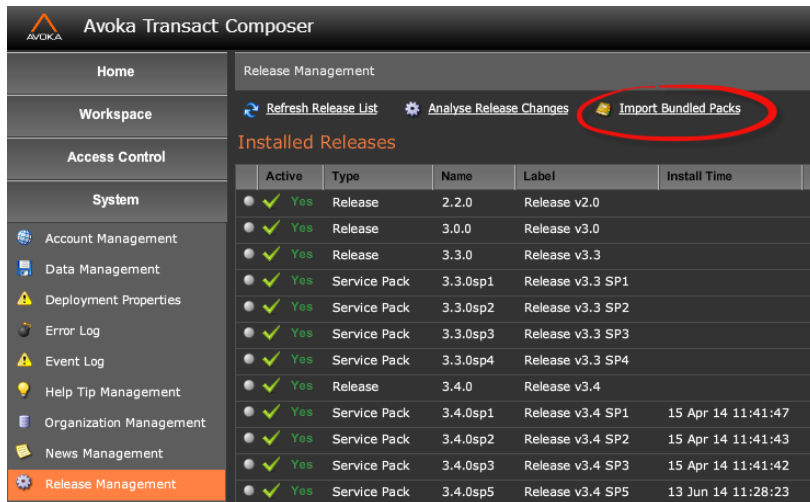 AVOKA
Avoka Transact Composer
Home
Workspace
Access Control
System
Account Management
Data Management
Deployment Properties
Error Log
Event Log
Help Tip Management
Organization Management
News Management
Release Management
Release Management
Refresh Release List Analyse Release Changes Import Bundled Packs
Installed Releases
Active Type Name Label Install Time
Yes Release 2.2.0 Release v2.0
Yes Release 3.0.0 Release v3.0
Yes Release 3.3.0 Release v3.3
Yes Service Pack 3.3.0sp1 Release v3.3 SP1
Yes Service Pack 3.3.0sp2 Release v3.3 SP2
Yes Service Pack 3.3.0sp3 Release v3.3 SP3
Yes Service Pack 3.3.0sp4 Release v3.3 SP4
Yes Release 3.4.0 Release v3.4
Yes Service Pack 3.4.0sp1 Release v3.4 SP1 15 Apr 14 11:41:47
Yes Service Pack 3.4.0sp2 Release v3.4 SP2 15 Apr 14 11:41:43
Yes Service Pack 3.4.0sp3 Release v3.4 SP3 15 Apr 14 11:41:42
Yes Service Pack 3.4.0sp5 Release v3.4 SP5 13 Jun 14 11:28:23